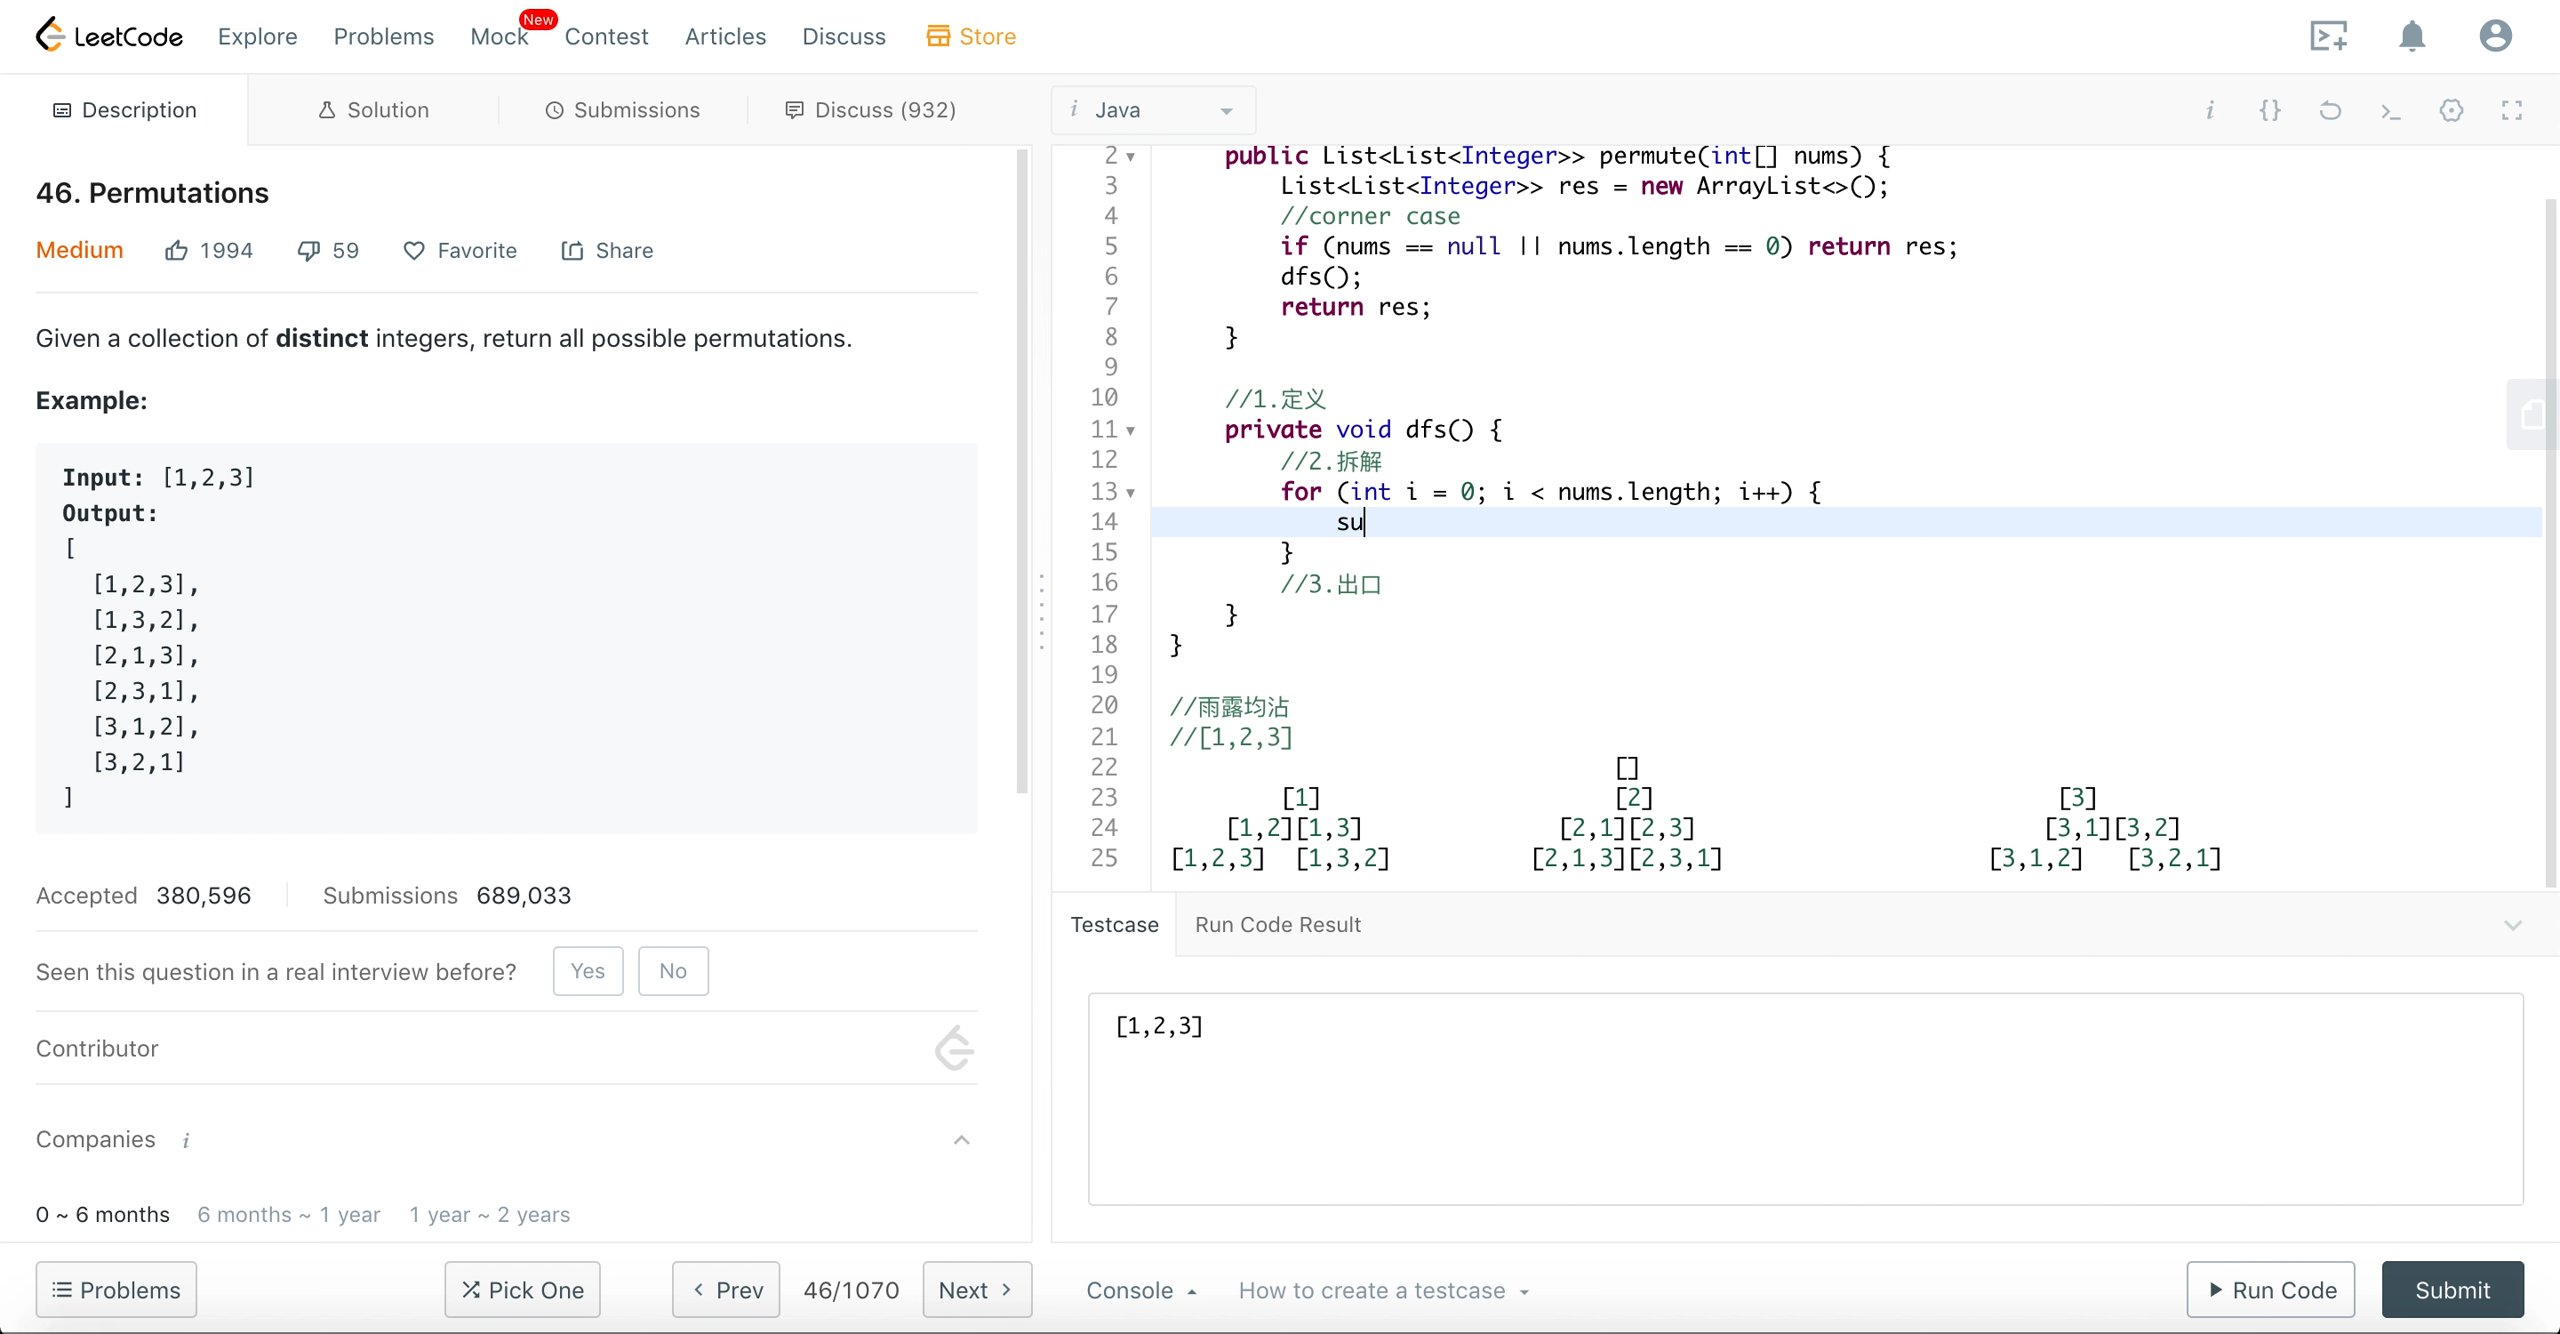 LeetCode Explore Problems Mock New Contest Articles Discuss Store
Description Solution Submissions Discuss (932)
46. Permutations
Medium 1994 59 Favorite Share
Given a collection of distinct integers, return all possible permutations.
Example:
Input: [1,2,3]
Output:
[
[1,2,3],
[1,3,2],
[2,1,3],
[2,3,1],
[3,1,2],
[3,2,1]
]
Accepted 380,596 Submissions 689,033
Seen this question in a real interview before? Yes No
Contributor
Companies i
0 ~ 6 months 6 months ~ 1 year 1 year ~ 2 years
Problems Pick One Prev 46/1070 Next
i Java i {}
2 public List<List<Integer>> permute(int[] nums) {
3 List<List<Integer>> res = new ArrayList<>();
4 //corner case
5 if (nums == null || nums.length == 0) return res;
6 dfs();
7 return res;
8 }
9
10 //1.定义
11 private void dfs() {
12 //2.拆解
13 for (int i = 0; i < nums.length; i++) {
14 su
15 }
16 //3.出口
17 }
18 }
19
20 //雨露均沾
21 //[1,2,3]
22 []
23 [1] [2] [3]
24 [1,2][1,3] [2,1][2,3] [3,1][3,2]
25 [1,2,3] [1,3,2] [2,1,3][2,3,1] [3,1,2] [3,2,1]
Testcase Run Code Result
[1,2,3]
Console How to create a testcase Run Code Submit